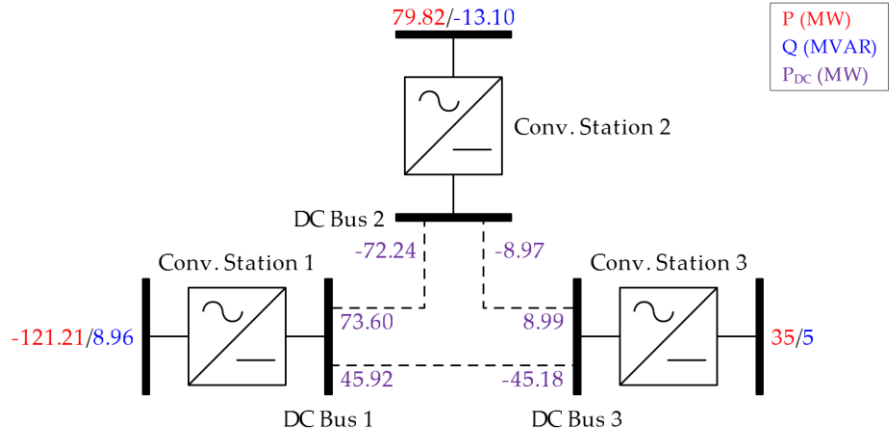 79.82/-13.10
P (MW)
Q (MVAR)
PDC (MW)
Conv. Station 2
DC Bus 2
-72.24
-8.97
Conv. Station 1
Conv. Station 3
-121.21/8.96
73.60
8.99
35/5
45.92
-45.18
DC Bus 1
DC Bus 3